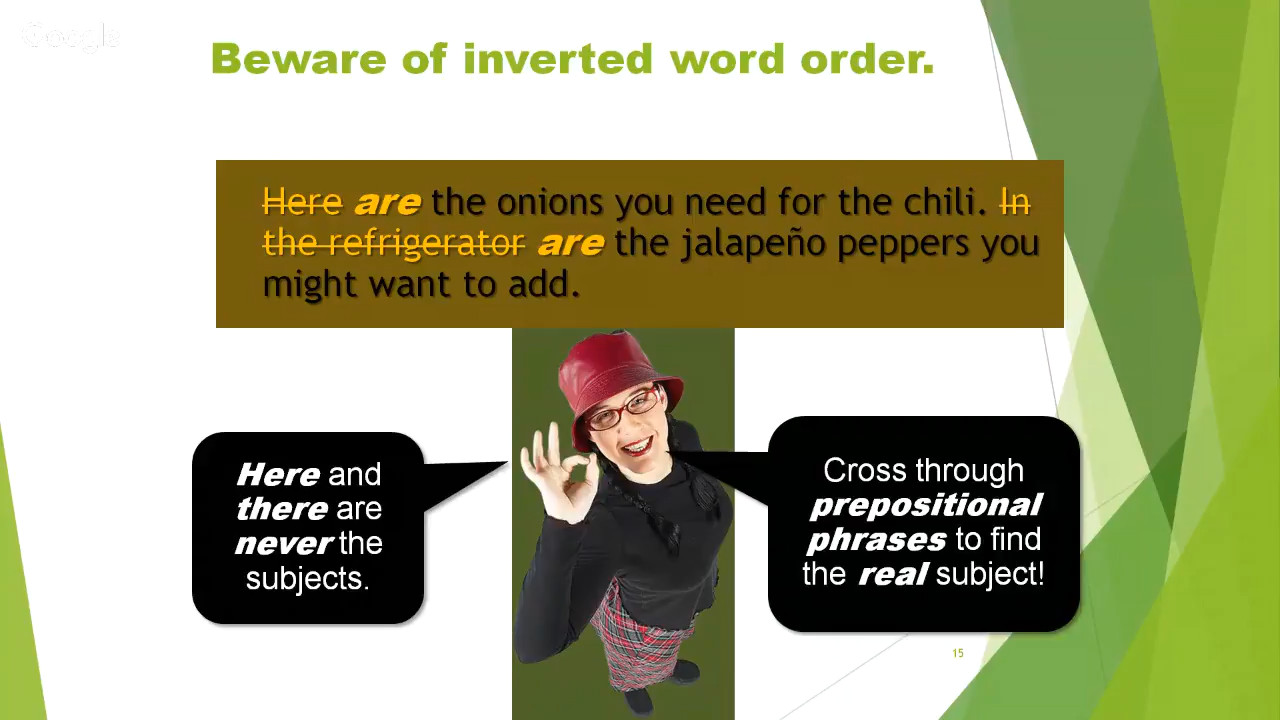 Google
Beware of inverted word order.
Here are the onions you need for the chili. In
the refrigerator are the jalapeño peppers you
might want to add.
Here and
there are
never the
subjects.
Cross through
prepositional
phrases to find
the real subject!
15